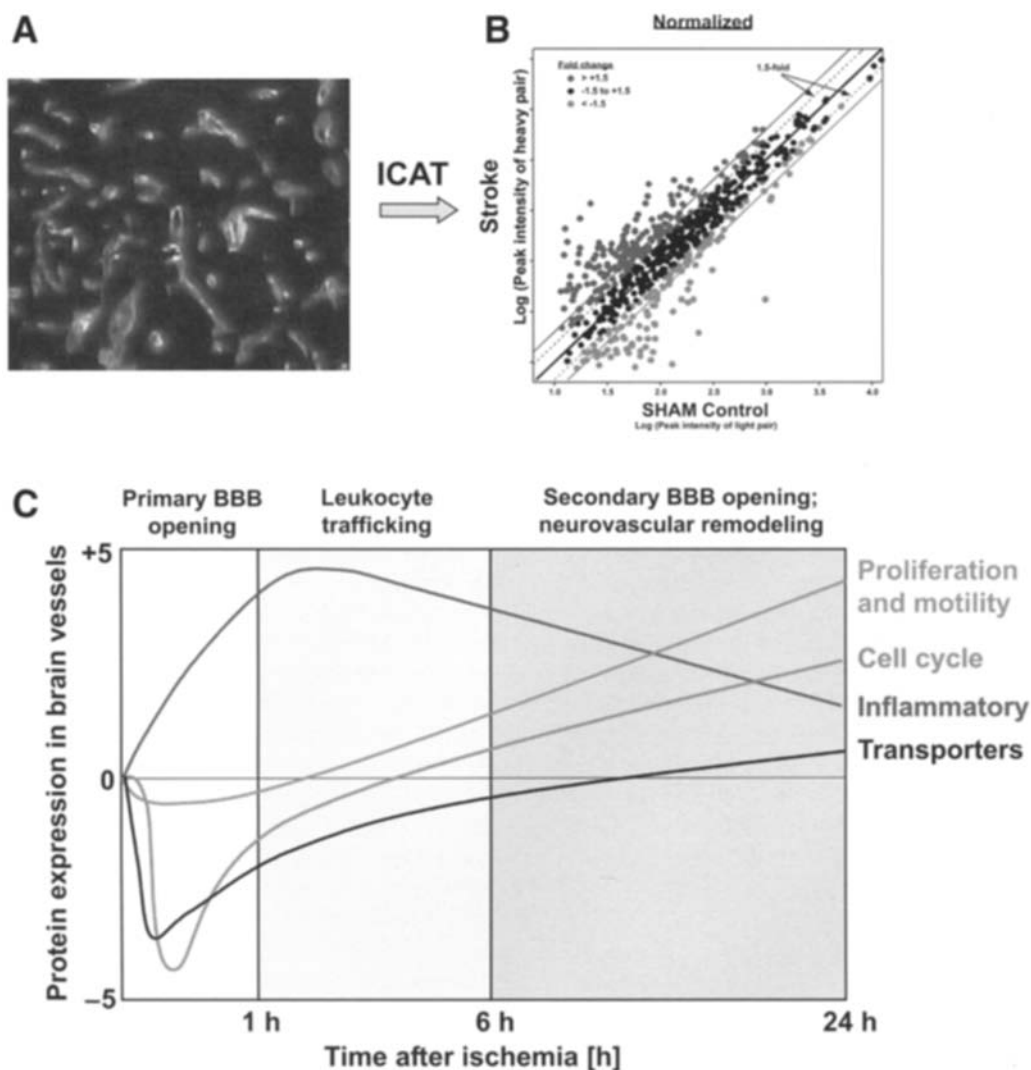 A
B
Normalized
Fold change
> +1.5
-1.5 to +1.5
< -1.5
1.5-fold
ICAT
Stroke
Log (Peak intensity of heavy pair)
1.0 1.5 2.0 2.5 3.0 3.5 4.0
SHAM Control
Log (Peak intensity of light pair)
C
Primary BBB
opening
Leukocyte
trafficking
Secondary BBB opening;
neurovascular remodeling
Protein expression in brain vessels
+5
0
–5
Proliferation
and motility
Cell cycle
Inflammatory
Transporters
1 h 6 h 24 h
Time after ischemia [h]